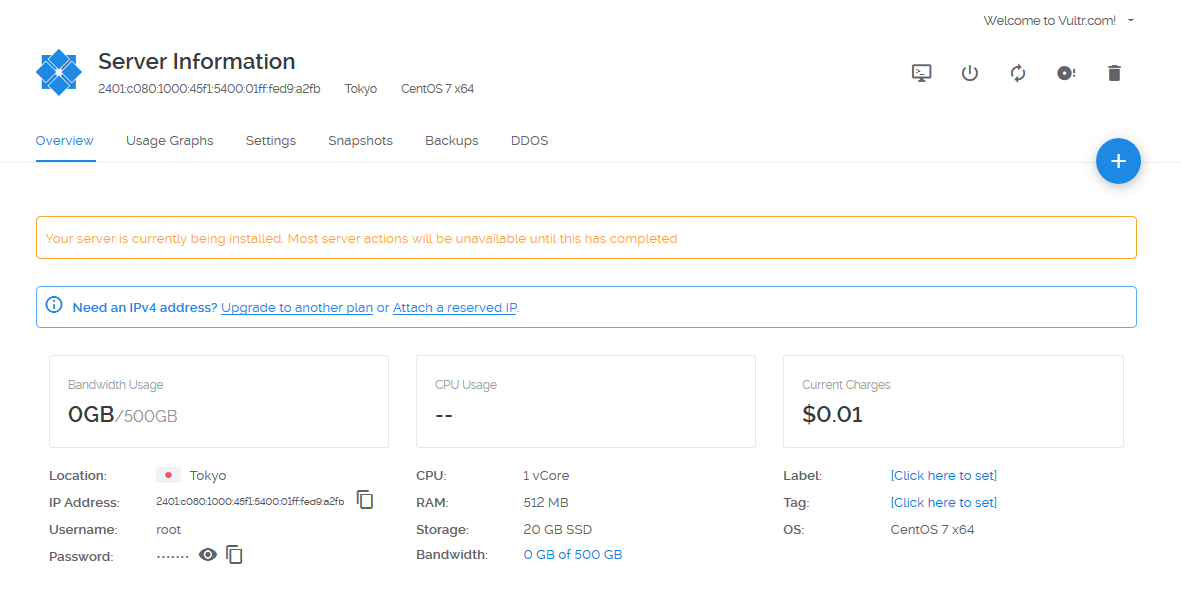 Welcome to Vultr.com!
Server Information
2401:c080:1000:45f1:5400:01ff:fed9:a2fb Tokyo CentOS 7 x64
Overview Usage Graphs Settings Snapshots Backups DDOS
Your server is currently being installed. Most server actions will be unavailable until this has completed
Need an IPv4 address? Upgrade to another plan or Attach a reserved IP.
Bandwidth Usage
0GB/500GB
CPU Usage
--
Current Charges
$0.01
Location: Tokyo
IP Address: 2401:c080:1000:45f1:5400:01ff:fed9:a2fb
Username: root
Password: ·······
CPU: 1 vCore
RAM: 512 MB
Storage: 20 GB SSD
Bandwidth: 0 GB of 500 GB
Label: [Click here to set]
Tag: [Click here to set]
OS: CentOS 7 x64